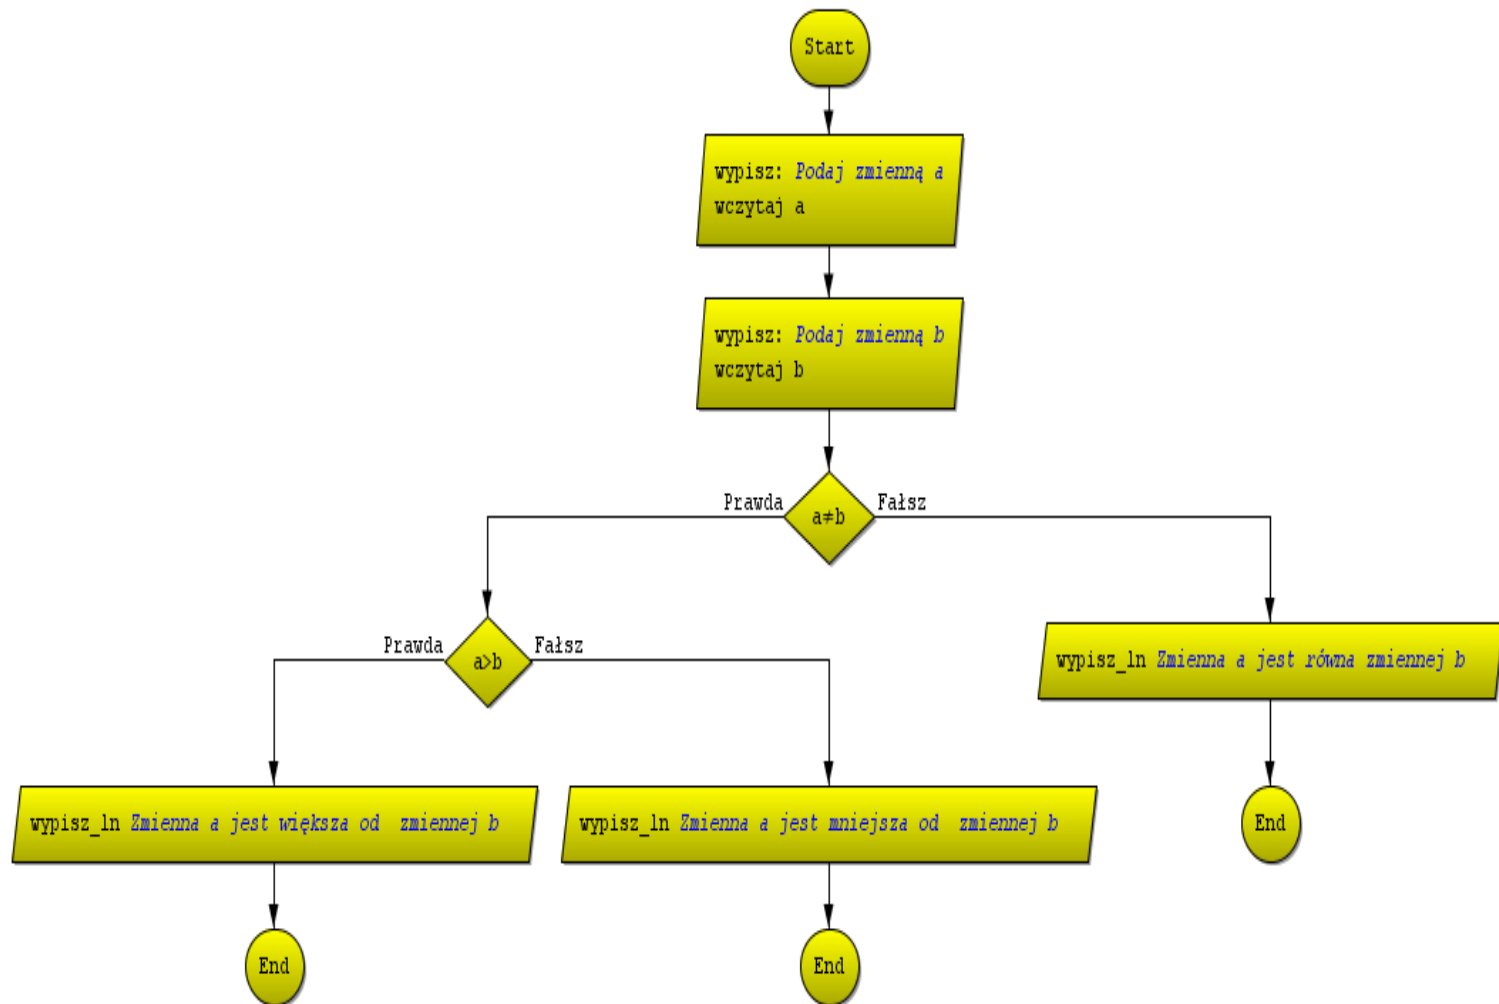 Start
wypisz: Podaj zmienną a
wczytaj a
wypisz: Podaj zmienną b
wczytaj b
Prawda
a≠b
Fałsz
Prawda
a>b
Fałsz
wypisz_ln Zmienna a jest równa zmiennej b
wypisz_ln Zmienna a jest większa od  zmiennej b
wypisz_ln Zmienna a jest mniejsza od  zmiennej b
End
End
End